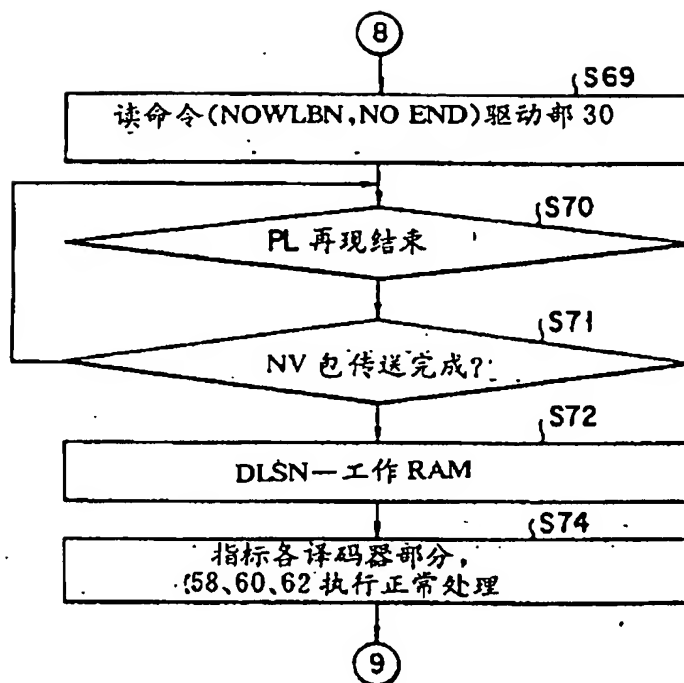 8
S69
读命令(NOWLBN,NO END)驱动部 30
S70
PL 再现结束
S71
NV 包传送完成?
S72
DLSN—工作 RAM
S74
指标各译码器部分,
58、60、62 执行正常处理
9